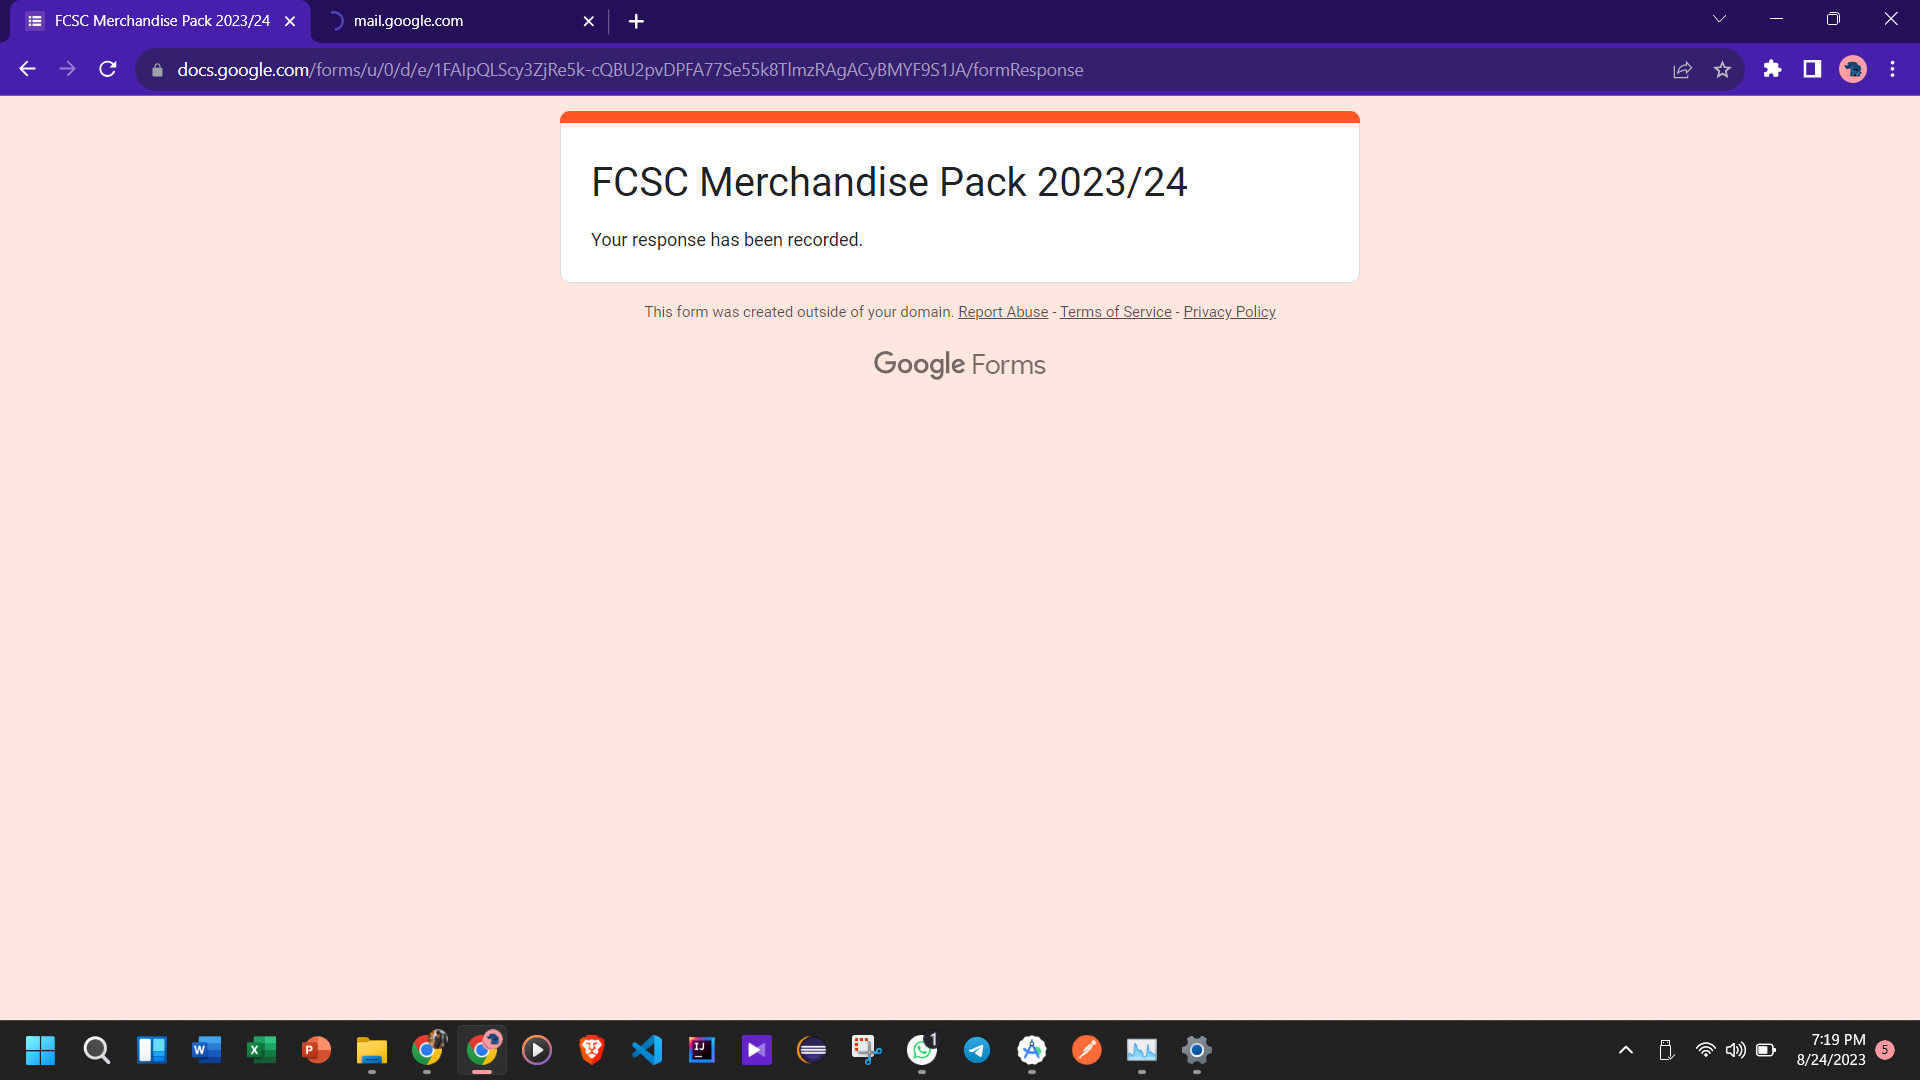 FCSC Merchandise Pack 2023/24
mail.google.com
docs.google.com/forms/u/0/d/e/1FAIpQLScy3ZjRe5k-cQBU2pvDPFA77Se55k8TlmzRAgACyBMYF9S1JA/formResponse
FCSC Merchandise Pack 2023/24
Your response has been recorded.
This form was created outside of your domain. Report Abuse - Terms of Service - Privacy Policy
Google Forms
W
X
P
IJ
1
7:19 PM
8/24/2023
5